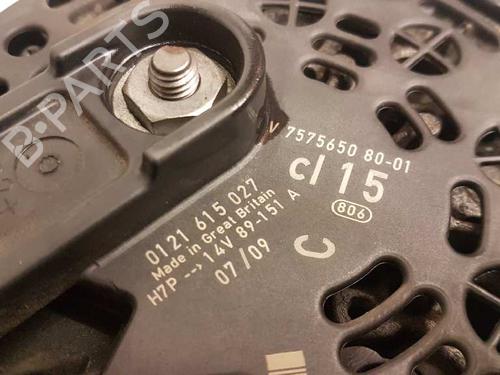 B-PARTS
V 7575650 80-01
c/15
806
0121 615 027
Made in Great Britain
H7P --> 14V 89-151 A
07/09
C